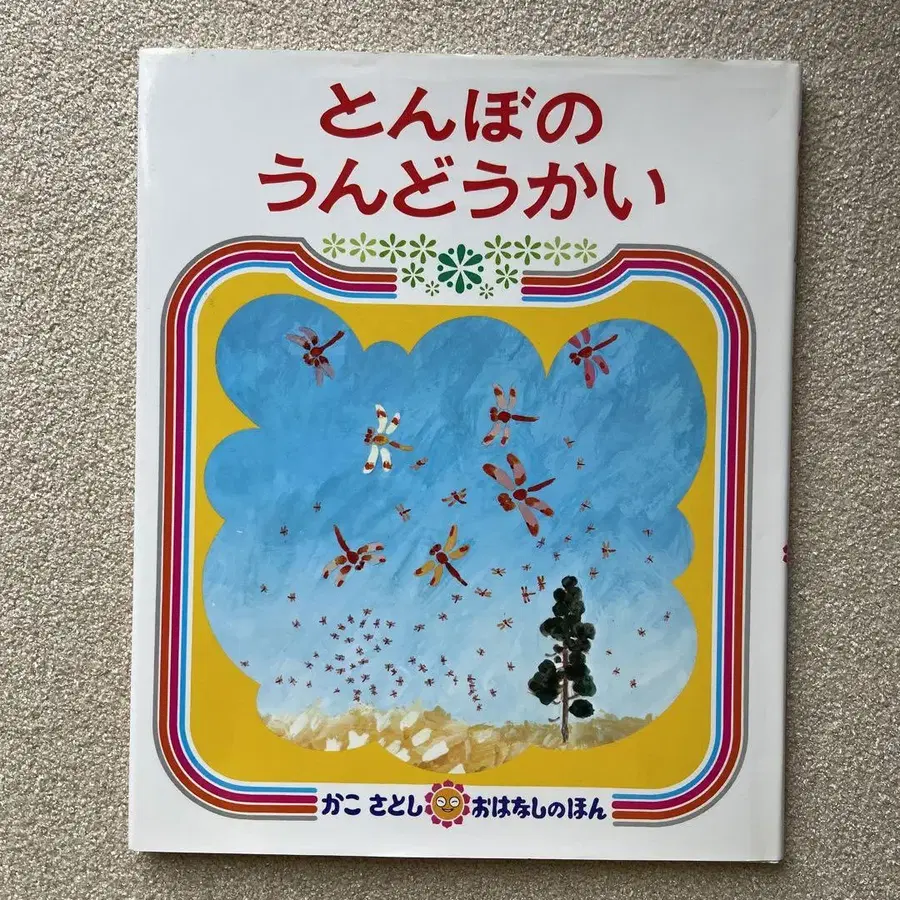 とんぼの
うんどうかい
かこ さとし おはなしのほん